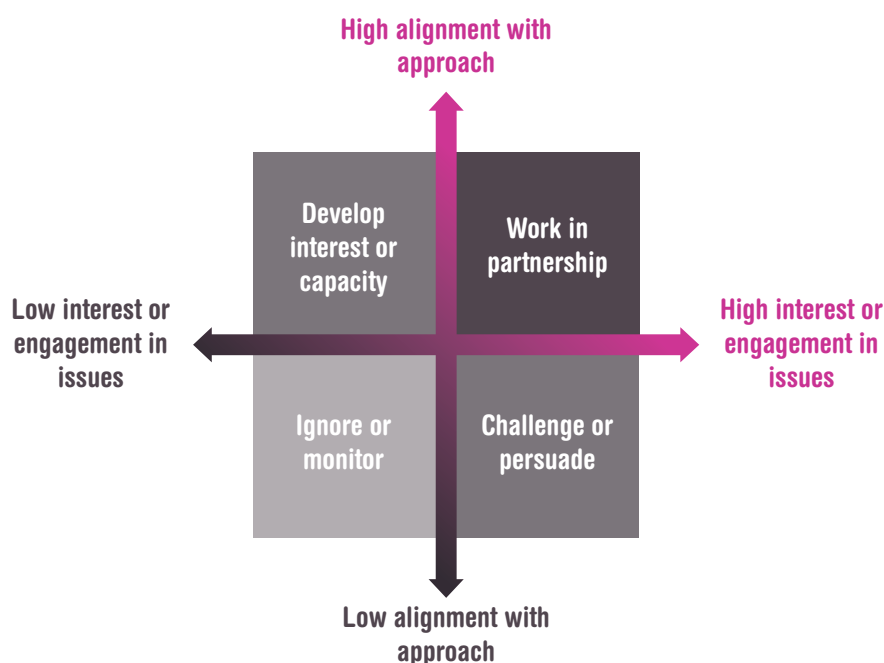 High alignment with
approach
Develop
interest or
capacity
Work in
partnership
Low interest or
engagement in
issues
High interest or
engagement in
issues
Ignore or
monitor
Challenge or
persuade
Low alignment with
approach